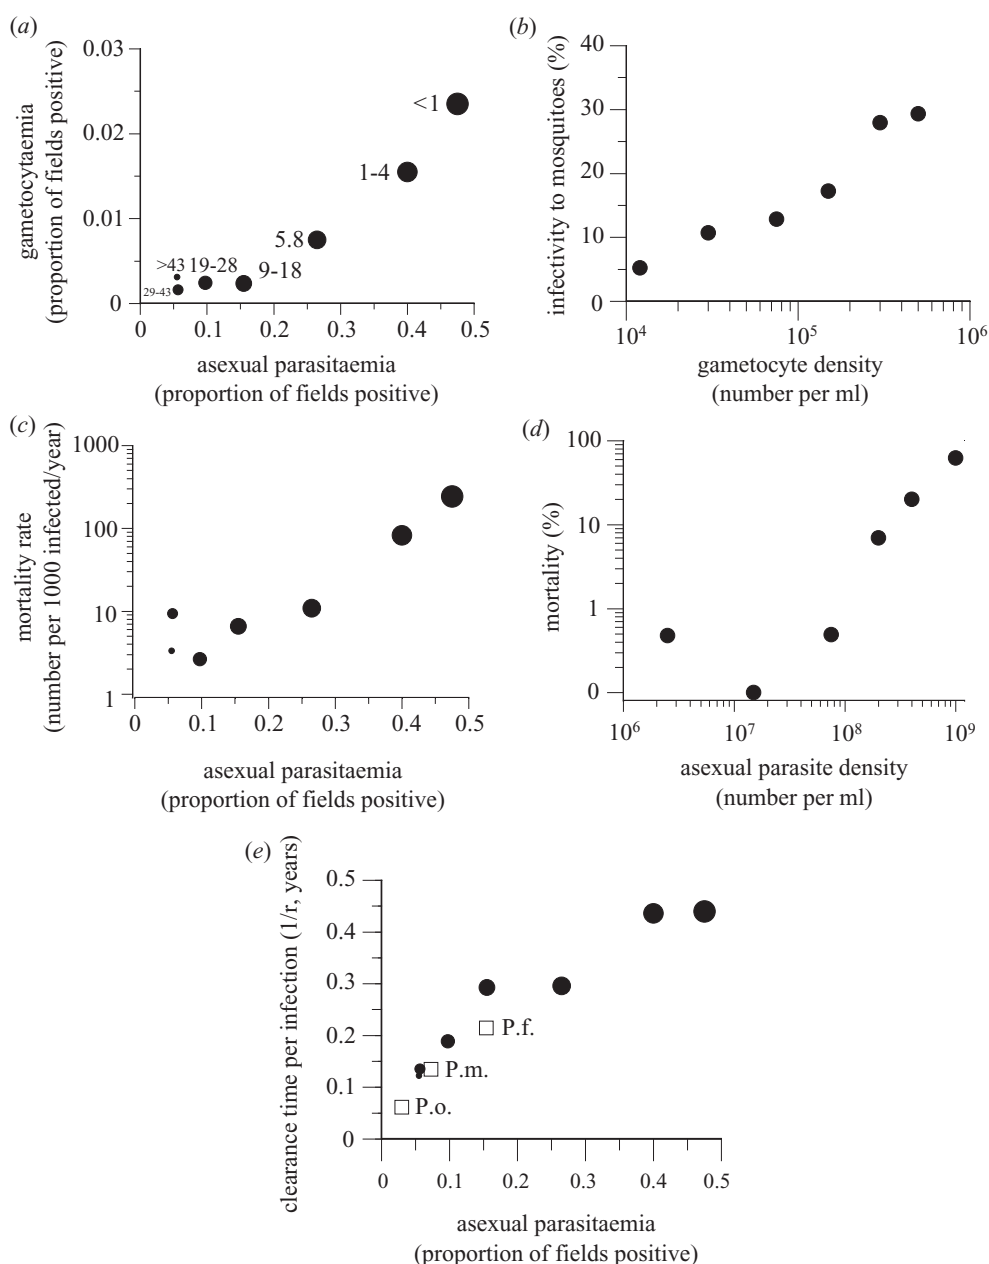 (a)
gametocytaemia
(proportion of fields positive)
0.03
0.02
0.01
0
<1
1-4
5.8
>43 19-28 9-18
29-43
0 0.1 0.2 0.3 0.4 0.5
asexual parasitaemia
(proportion of fields positive)
(b)
infectivity to mosquitoes (%)
40
30
20
10
0
10^4 10^5 10^6
gametocyte density
(number per ml)
(c)
mortality rate
(number per 1000 infected/year)
1000
100
10
1
0 0.1 0.2 0.3 0.4 0.5
asexual parasitaemia
(proportion of fields positive)
(d)
mortality (%)
100
10
1
0
10^6 10^7 10^8 10^9
asexual parasite density
(number per ml)
(e)
clearance time per infection (1/r, years)
0.5
0.4
0.3
0.2
0.1
0
P.f.
P.m.
P.o.
0 0.1 0.2 0.3 0.4 0.5
asexual parasitaemia
(proportion of fields positive)